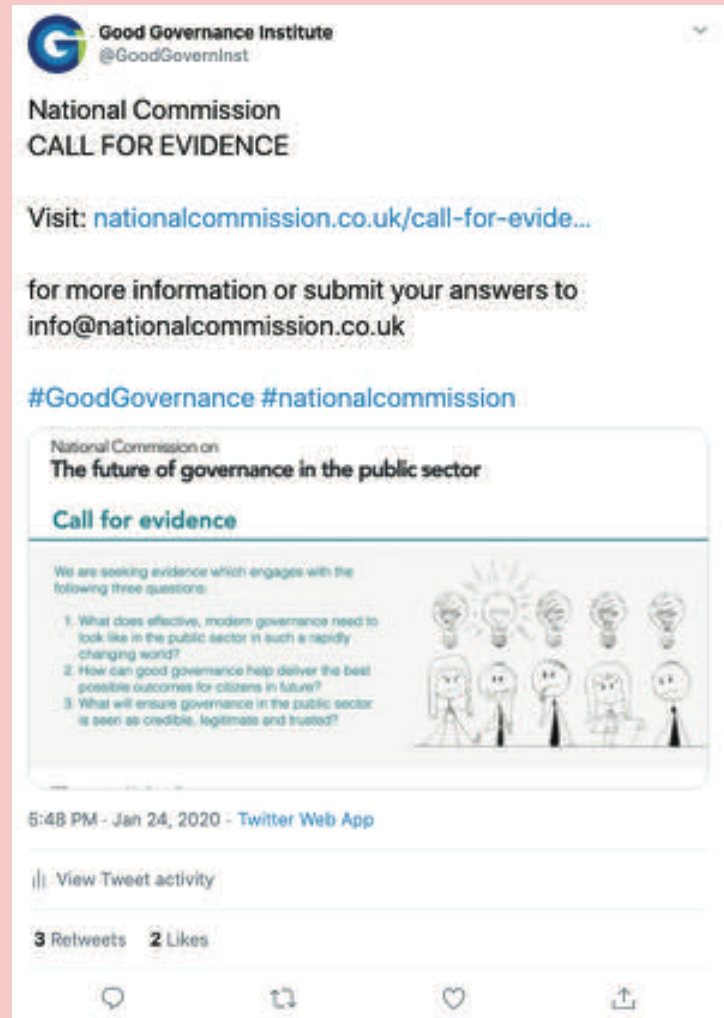 Good Governance Institute
@GoodGovernInst
National Commission
CALL FOR EVIDENCE
Visit: nationalcommission.co.uk/call-for-evide...
for more information or submit your answers to
info@nationalcommission.co.uk
#GoodGovernance #nationalcommission
National Commission on
The future of governance in the public sector
Call for evidence
We are seeking evidence which engages with the
following three questions:
1. What does effective, modern governance need to
look like in the public sector in such a rapidly
changing world?
2. How can good governance help deliver the best
possible outcomes for citizens in future?
3. What will ensure governance in the public sector
is seen as credible, legitimate and trusted?
5:48 PM - Jan 24, 2020 - Twitter Web App
View Tweet activity
3 Retweets 2 Likes